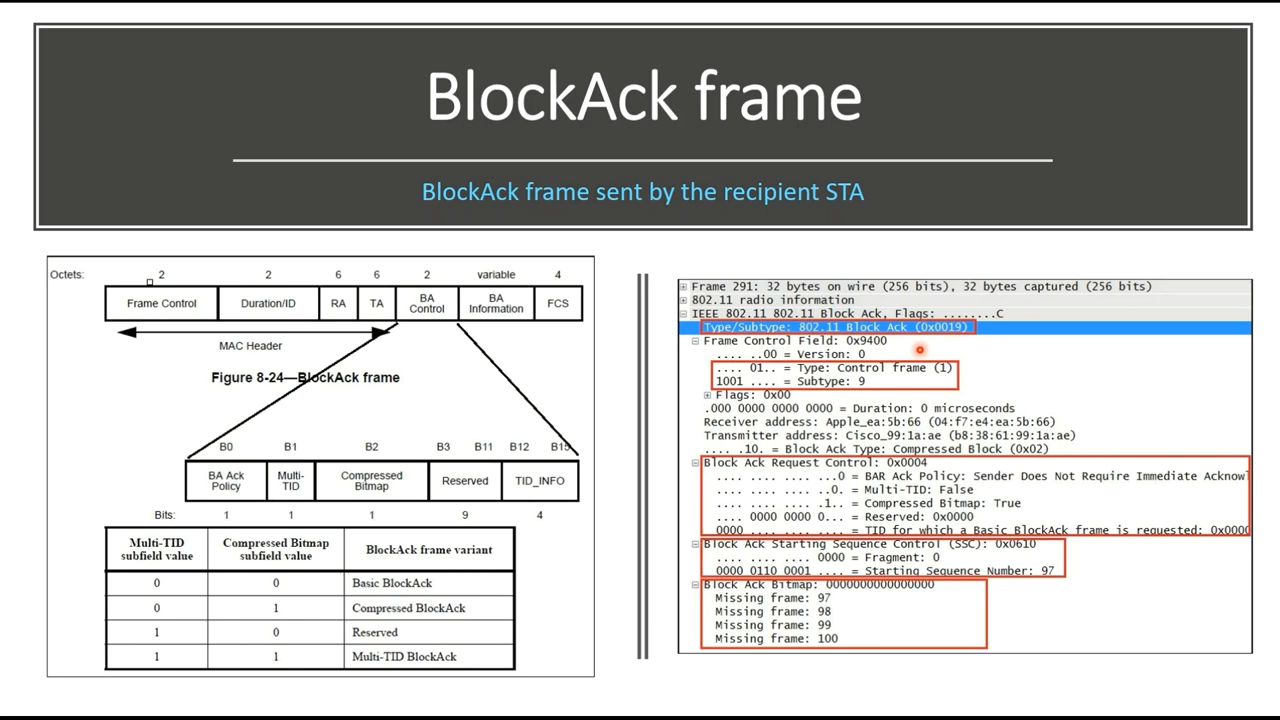 BlockAck frame
BlockAck frame sent by the recipient STA
Octets: 2 2 6 6 2 variable 4
Frame Control Duration/ID RA TA BA Control BA Information FCS
MAC Header
Figure 8-24—BlockAck frame
B0 B1 B2 B3 B11 B12 B15
BA Ack Policy Multi-TID Compressed Bitmap Reserved TID_INFO
Bits: 1 1 1 9 4
Multi-TID subfield value Compressed Bitmap subfield value BlockAck frame variant
0 0 Basic BlockAck
0 1 Compressed BlockAck
1 0 Reserved
1 1 Multi-TID BlockAck
Frame 291: 32 bytes on wire (256 bits), 32 bytes captured (256 bits)
802.11 radio information
IEEE 802.11 802.11 Block Ack, Flags: ........C
Type/Subtype: 802.11 Block Ack (0x0019)
Frame Control Field: 0x9400
.... ..00 = Version: 0
.... 01.. = Type: Control frame (1)
1001 .... = Subtype: 9
Flags: 0x00
.000 0000 0000 0000 = Duration: 0 microseconds
Receiver address: Apple_ea:5b:66 (04:f7:e4:ea:5b:66)
Transmitter address: Cisco_99:1a:ae (b8:38:61:99:1a:ae)
.... .10. = Block Ack Type: Compressed Block (0x02)
Block Ack Request Control: 0x0004
.... .... .... ...0 = BAR Ack Policy: Sender Does Not Require Immediate Acknowl
.... .... .... ..0. = Multi-TID: False
.... .... .... .1.. = Compressed Bitmap: True
.... 0000 0000 0... = Reserved: 0x0000
0000 .... .... .... = TID for which a Basic BlockAck frame is requested: 0x0000
Block Ack Starting Sequence Control (SSC): 0x0610
.... .... .... 0000 = Fragment: 0
0000 0110 0001 .... = Starting Sequence Number: 97
Block Ack Bitmap: 0000000000000000
Missing frame: 97
Missing frame: 98
Missing frame: 99
Missing frame: 100